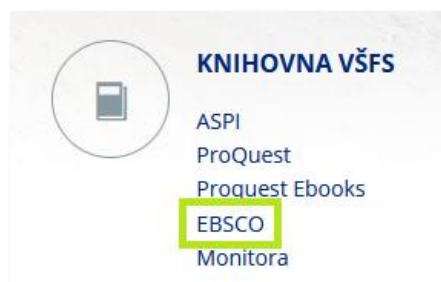 KNIHOVNA VŠFS
ASPI
ProQuest
Proquest Ebooks
EBSCO
Monitora